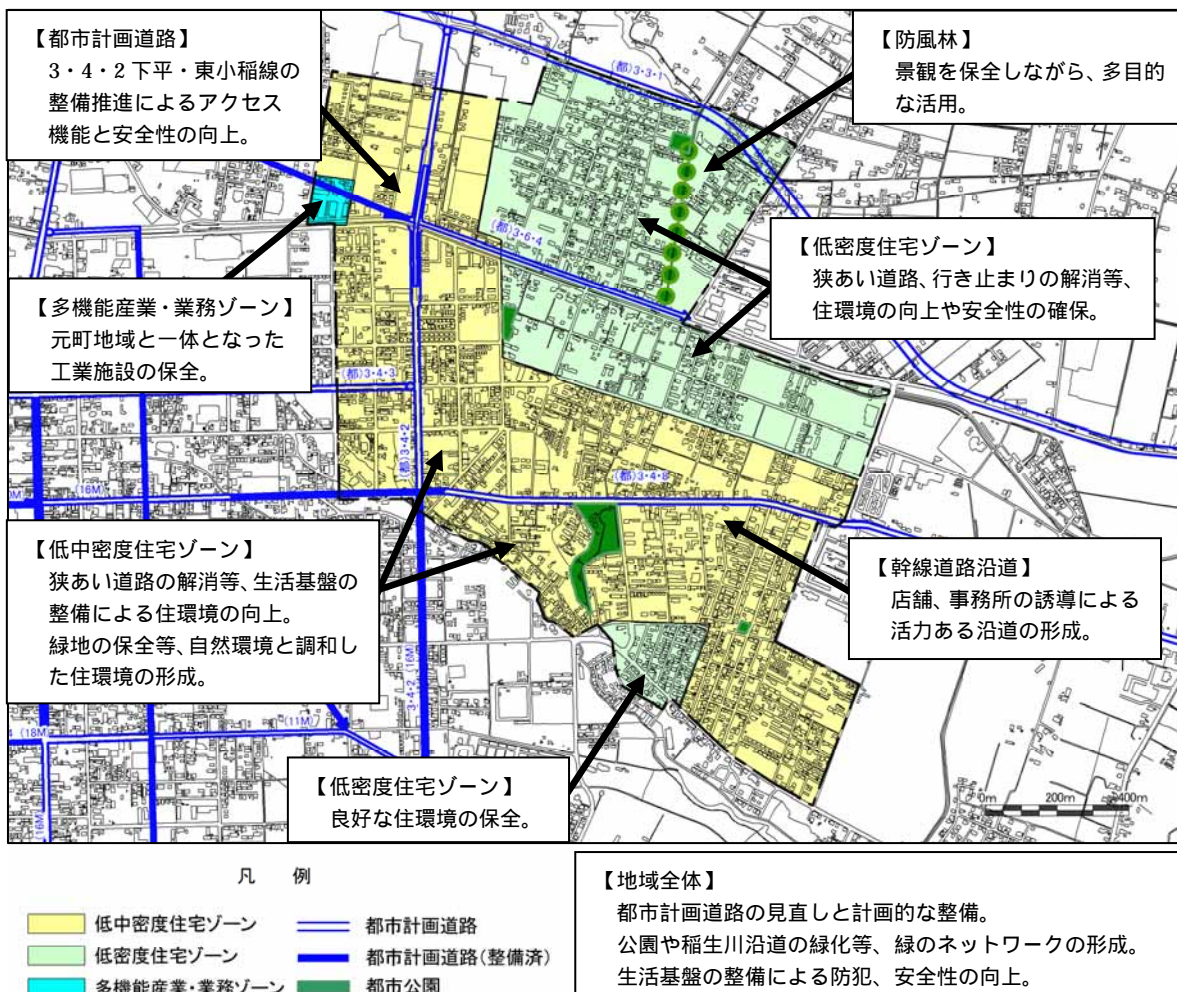 【都市計画道路】
3・4・2下平・東小稲線の
整備推進によるアクセス
機能と安全性の向上。
【防風林】
景観を保全しながら、多目的
な活用。
(都)3・3・1
【低密度住宅ゾーン】
狭あい道路、行き止まりの解消等、
住環境の向上や安全性の確保。
(都)3・6・4
【多機能産業・業務ゾーン】
元町地域と一体となった
工業施設の保全。
(都)3・4・3
(都)3・4・2
(都)3・4・8
(16M)
【低中密度住宅ゾーン】
狭あい道路の解消等、生活基盤の
整備による住環境の向上。
緑地の保全等、自然環境と調和し
た住環境の形成。
【幹線道路沿道】
店舗、事務所の誘導による
活力ある沿道の形成。
3・4・2 (16M)
(11M)
(18M)
(16M)
【低密度住宅ゾーン】
良好な住環境の保全。
0m 200m 400m
凡 例
低中密度住宅ゾーン
都市計画道路
低密度住宅ゾーン
都市計画道路(整備済)
多機能産業・業務ゾーン
都市公園
【地域全体】
都市計画道路の見直しと計画的な整備。
公園や稲生川沿道の緑化等、緑のネットワークの形成。
生活基盤の整備による防犯、安全性の向上。